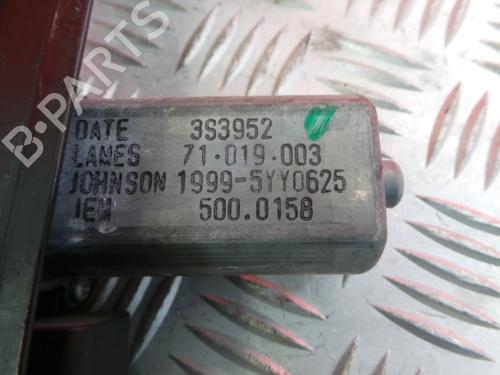 B-PARTS
DATE 3S3952
LAMES 71.019.003
JOHNSON 1999-5YY0625
IEM 500.0158